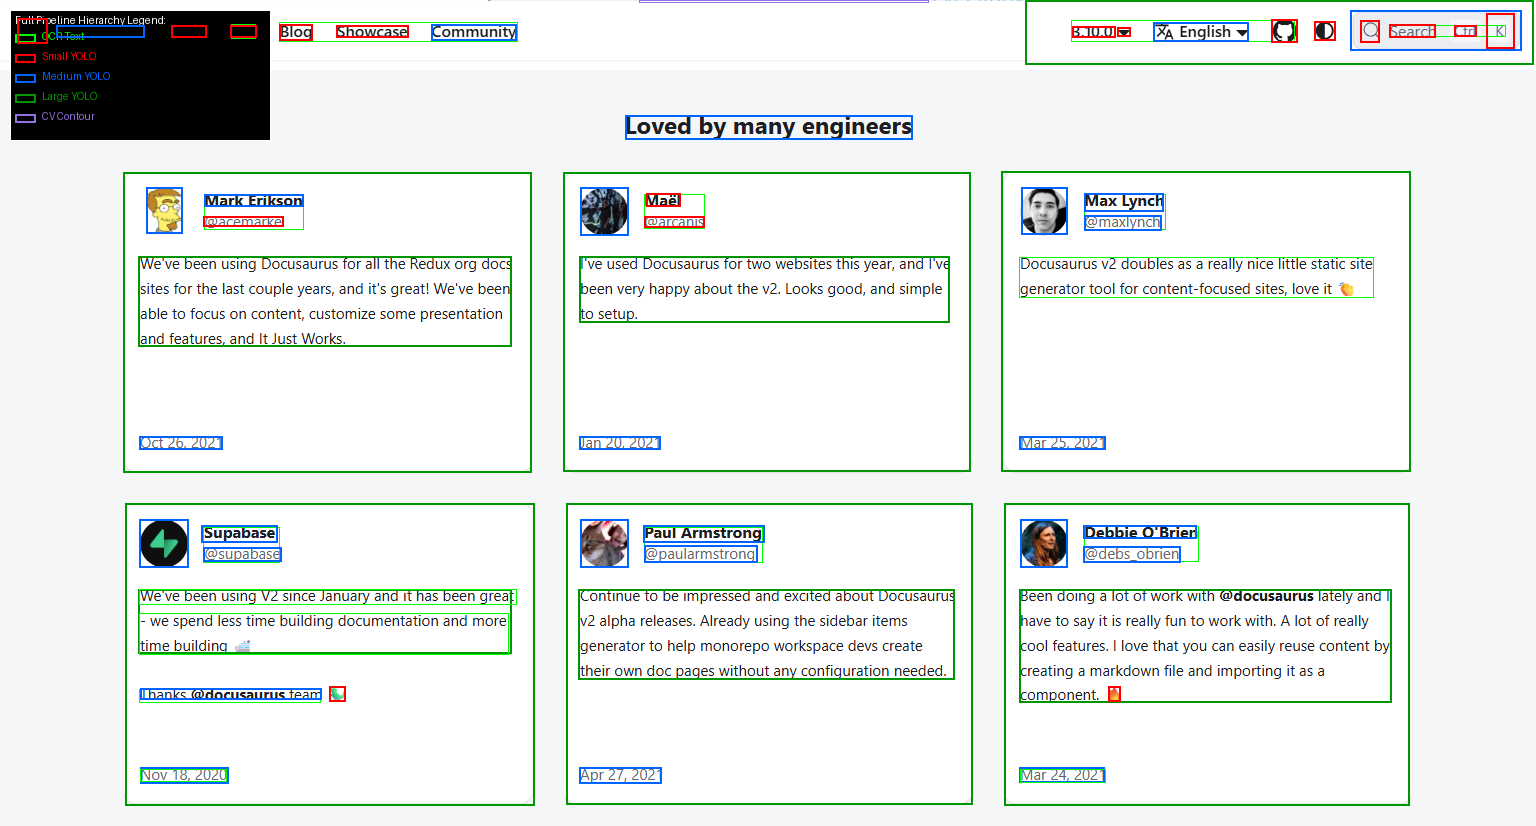 Full Pipeline Hierarchy Legend:
OCR Text
Small YOLO
Medium YOLO
Large YOLO
CV Contour
Blog Showcase Community
3.10.0 English Search Ctrl K
Loved by many engineers
Mark Erikson
@acemarke
We've been using Docusaurus for all the Redux org docs
sites for the last couple years, and it's great! We've been
able to focus on content, customize some presentation
and features, and It Just Works.
Oct 26, 2021
Maël
@arcanis
I've used Docusaurus for two websites this year, and I've
been very happy about the v2. Looks good, and simple
to setup.
Jan 20, 2021
Max Lynch
@maxlynch
Docusaurus v2 doubles as a really nice little static site
generator tool for content-focused sites, love it 👏
Mar 25, 2021
Supabase
@supabase
We've been using V2 since January and it has been great
- we spend less time building documentation and more
time building 🛁
Thanks @docusaurus team 🦖
Nov 18, 2020
Paul Armstrong
@paularmstrong
Continue to be impressed and excited about Docusaurus
v2 alpha releases. Already using the sidebar items
generator to help monorepo workspace devs create
their own doc pages without any configuration needed.
Apr 27, 2021
Debbie O'Brien
@debs_obrien
Been doing a lot of work with @docusaurus lately and I
have to say it is really fun to work with. A lot of really
cool features. I love that you can easily reuse content by
creating a markdown file and importing it as a
component. 🔥
Mar 24, 2021